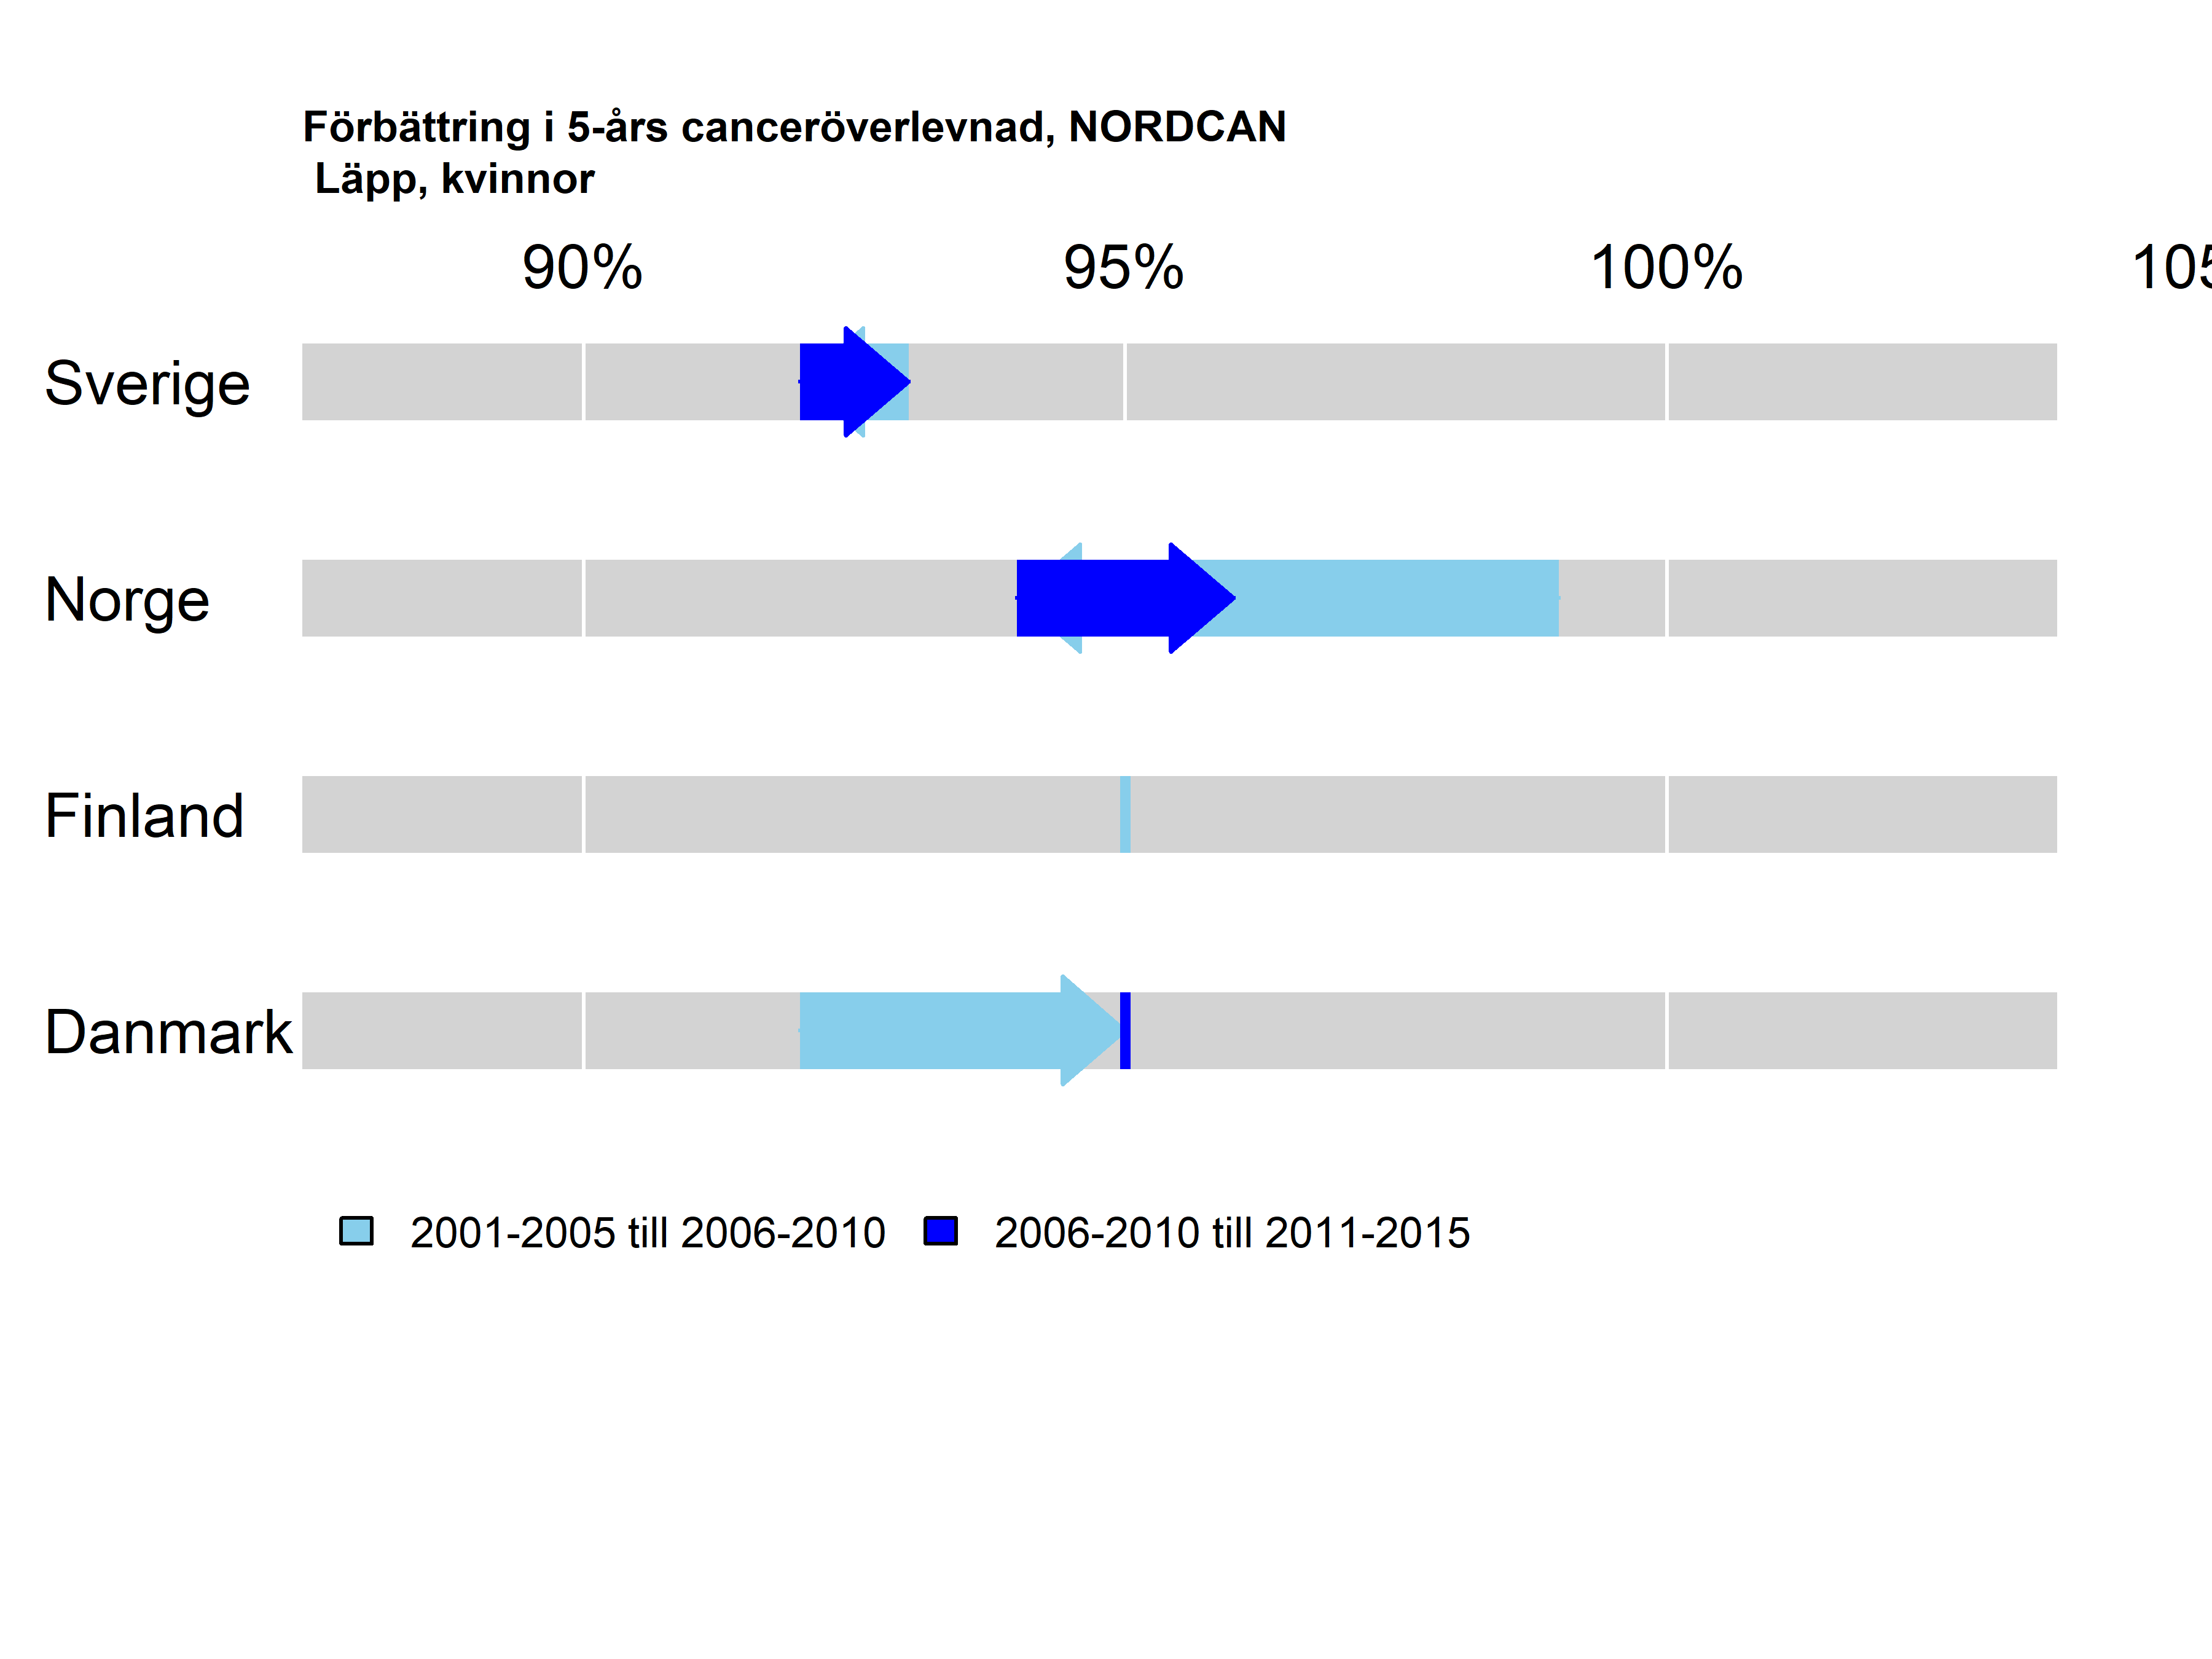 Förbättring i 5-års canceröverlevnad, NORDCAN
Läpp, kvinnor
90% 95% 100% 105
Sverige
Norge
Finland
Danmark
2001-2005 till 2006-2010 2006-2010 till 2011-2015